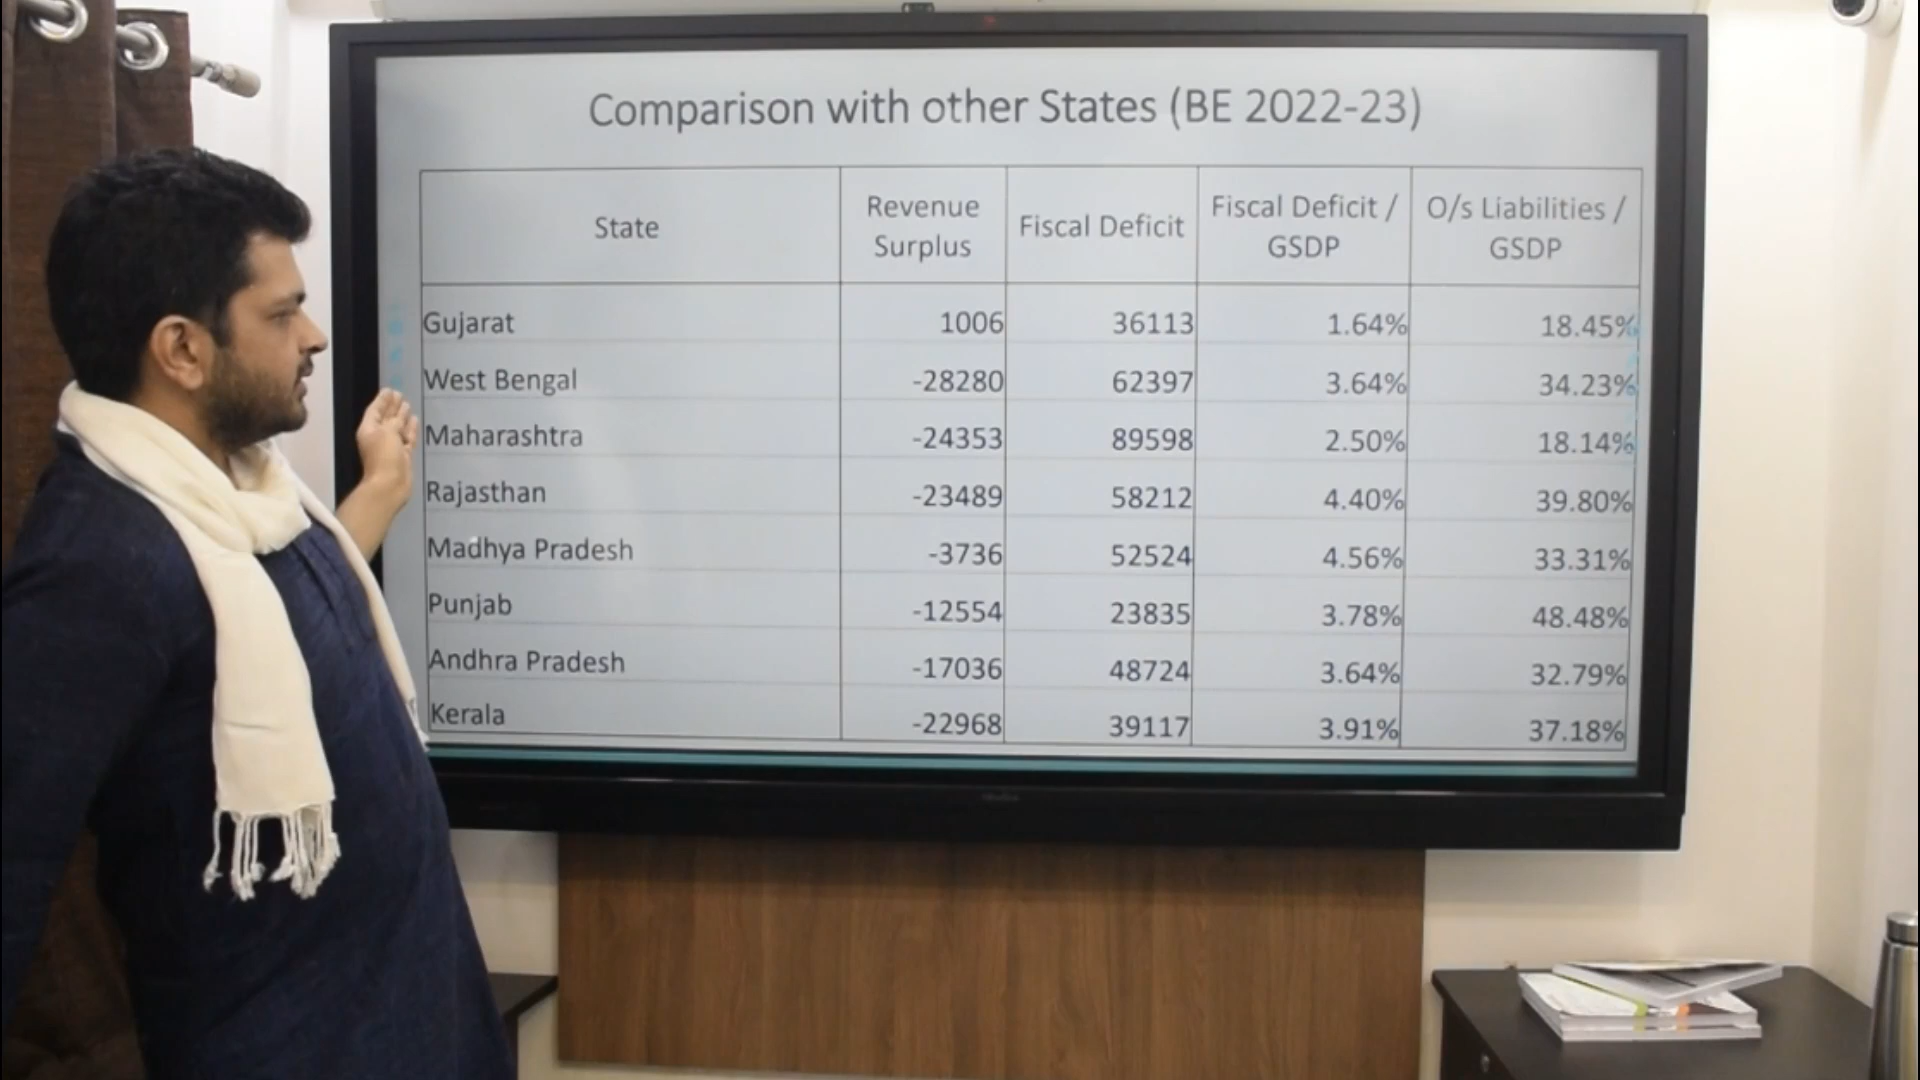 Comparison with other States (BE 2022-23)
State
Revenue Surplus
Fiscal Deficit
Fiscal Deficit / GSDP
O/s Liabilities / GSDP
Gujarat 1006 36113 1.64% 18.45%
West Bengal -28280 62397 3.64% 34.23%
Maharashtra -24353 89598 2.50% 18.14%
Rajasthan -23489 58212 4.40% 39.80%
Madhya Pradesh -3736 52524 4.56% 33.31%
Punjab -12554 23835 3.78% 48.48%
Andhra Pradesh -17036 48724 3.64% 32.79%
Kerala -22968 39117 3.91% 37.18%